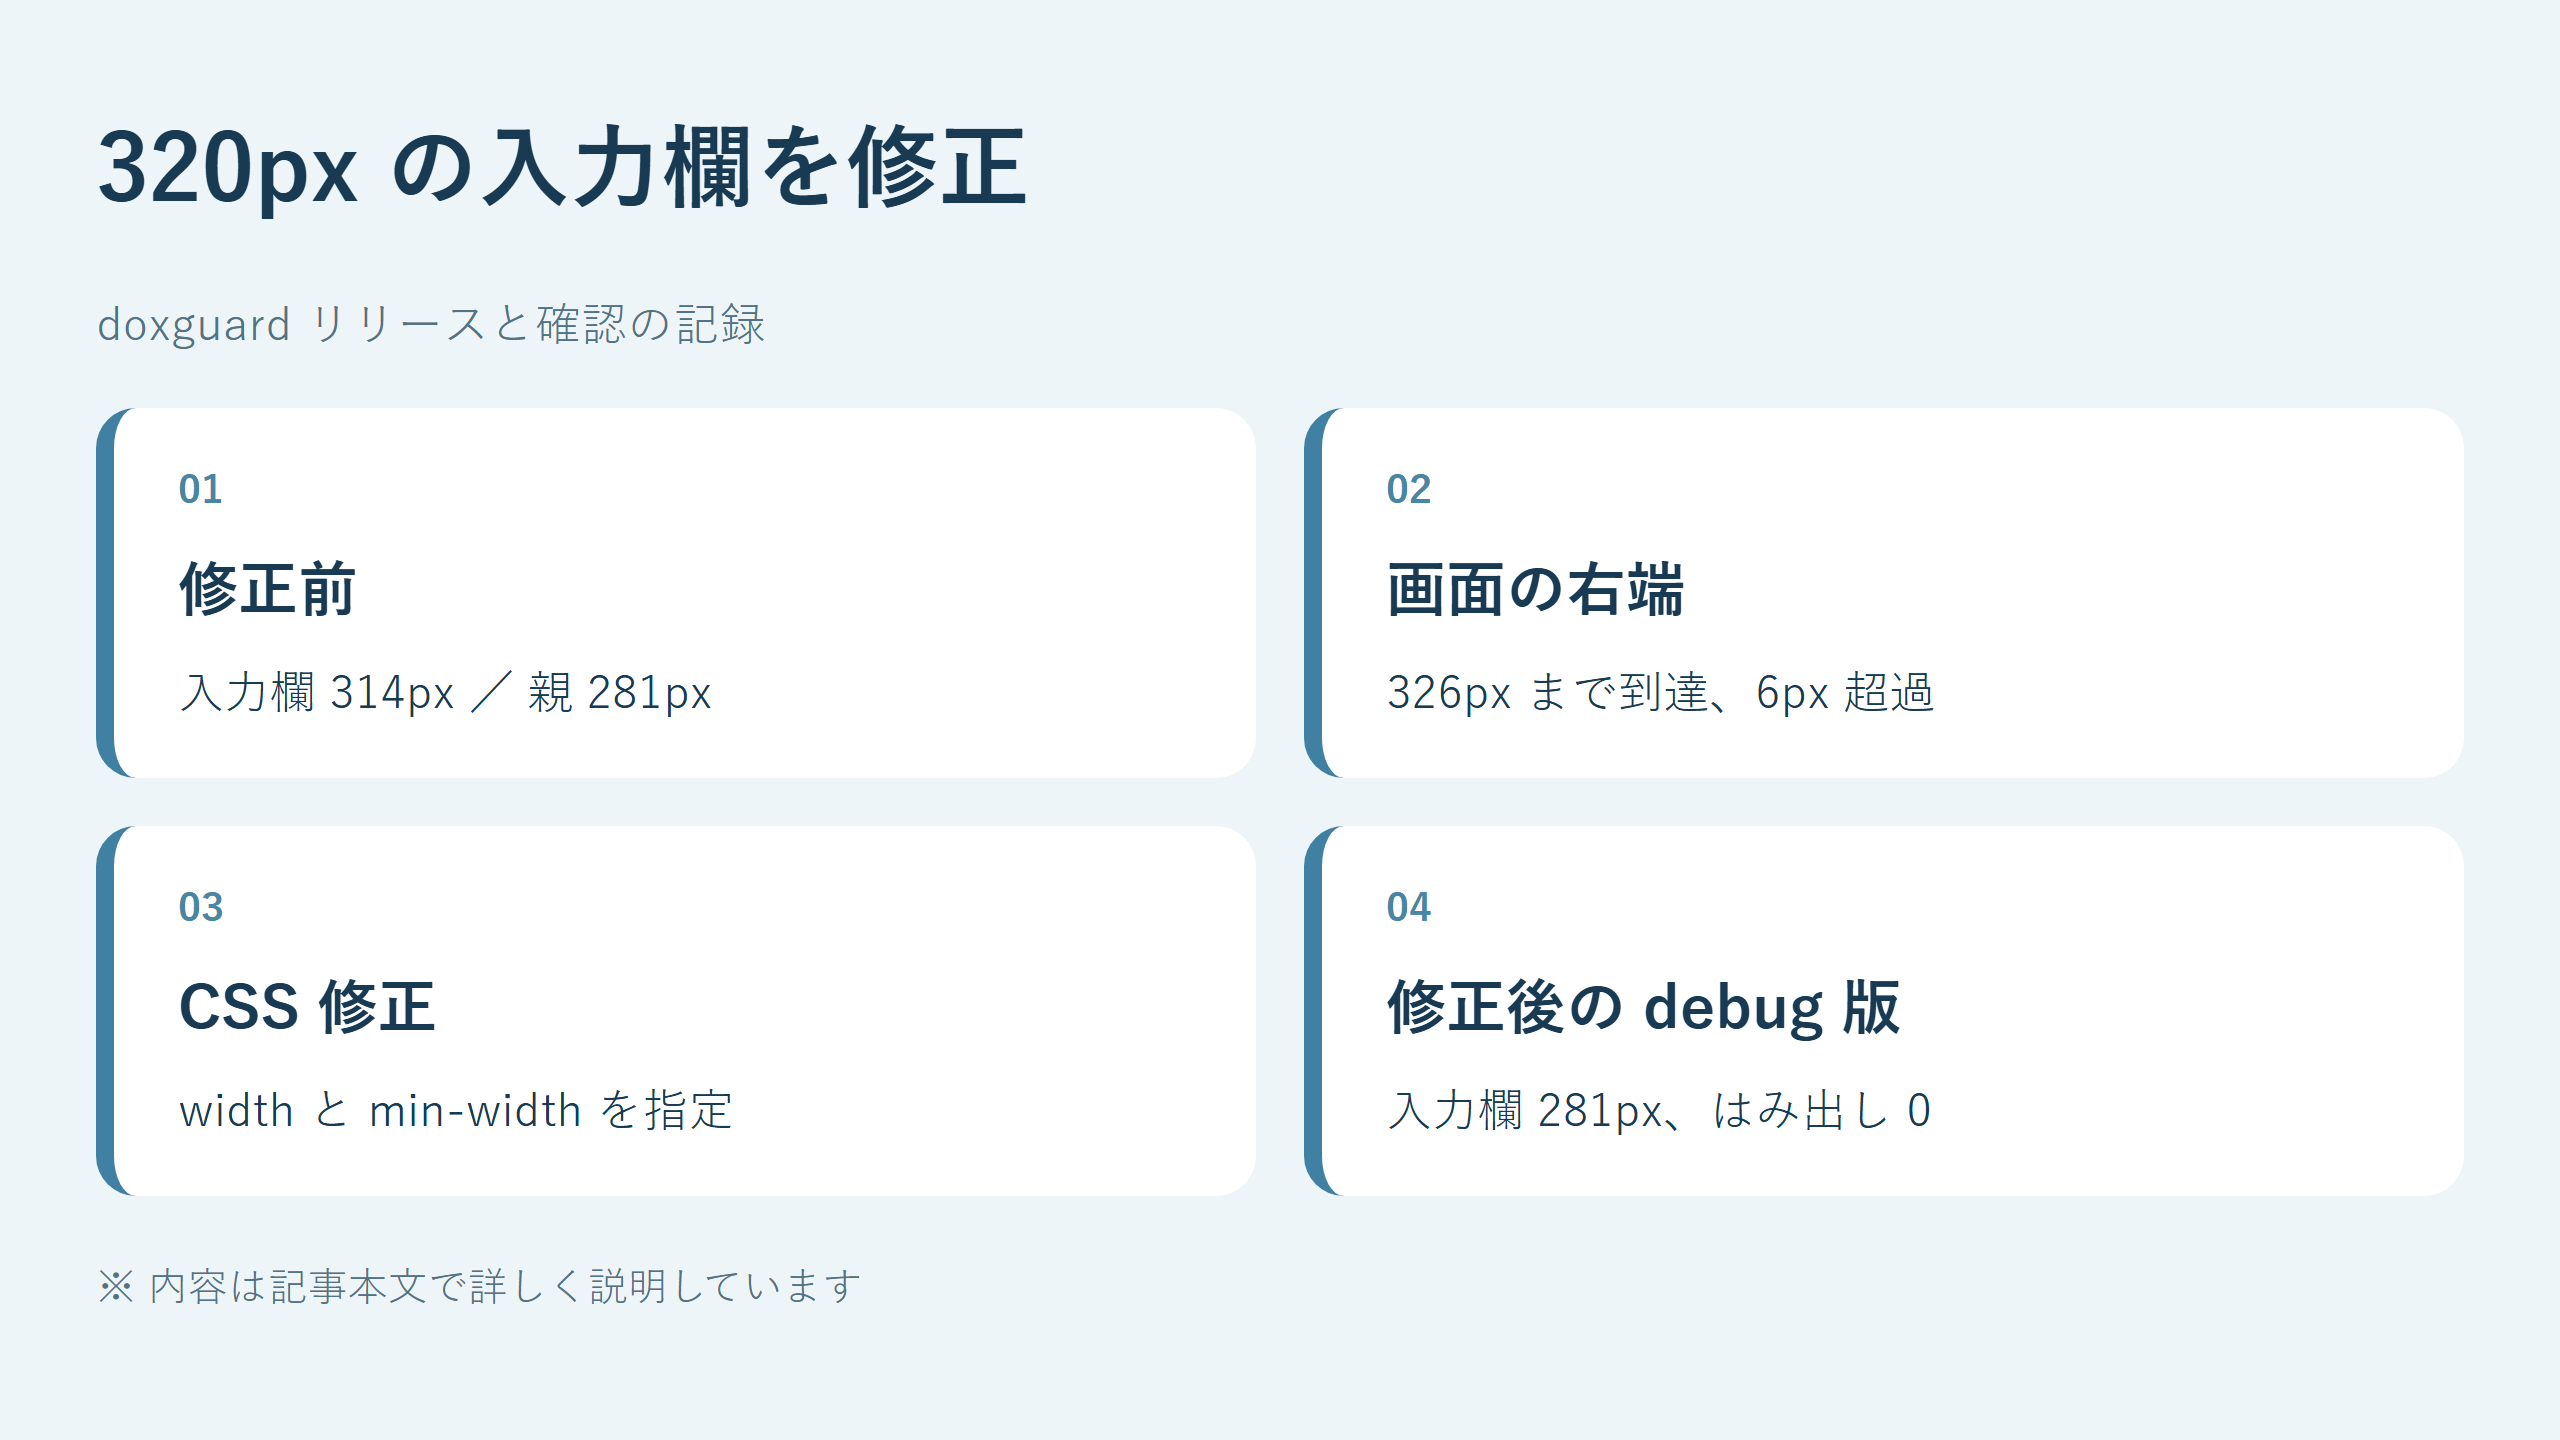 320px の入力欄を修正
doxguard リリースと確認の記録
01
修正前
入力欄 314px ／ 親 281px
02
画面の右端
326px まで到達、6px 超過
03
CSS 修正
width と min-width を指定
04
修正後の debug 版
入力欄 281px、はみ出し 0
※ 内容は記事本文で詳しく説明しています